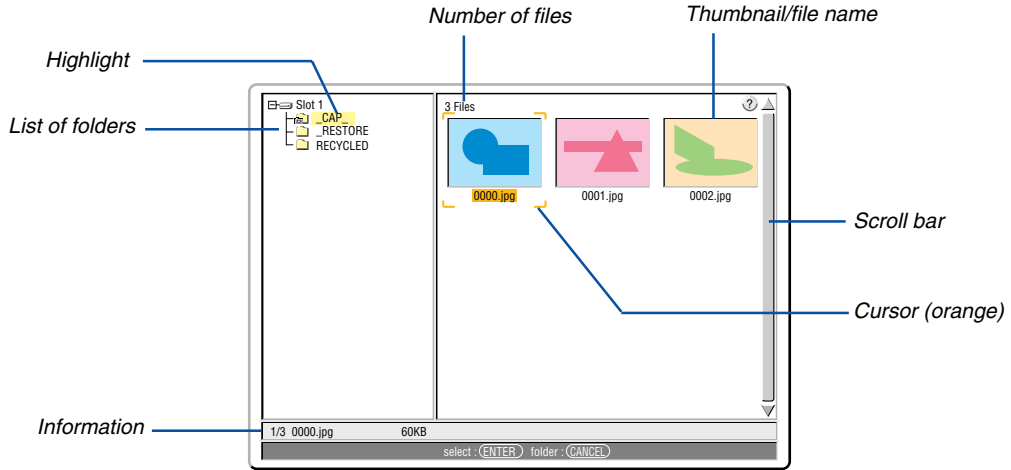 Number of files
Thumbnail/file name
Highlight
List of folders
Slot 1
_CAP_
_RESTORE
RECYCLED
3 Files
?
0000.jpg
0001.jpg
0002.jpg
Scroll bar
Cursor (orange)
Information
1/3 0000.jpg 60KB
select : ENTER folder : CANCEL